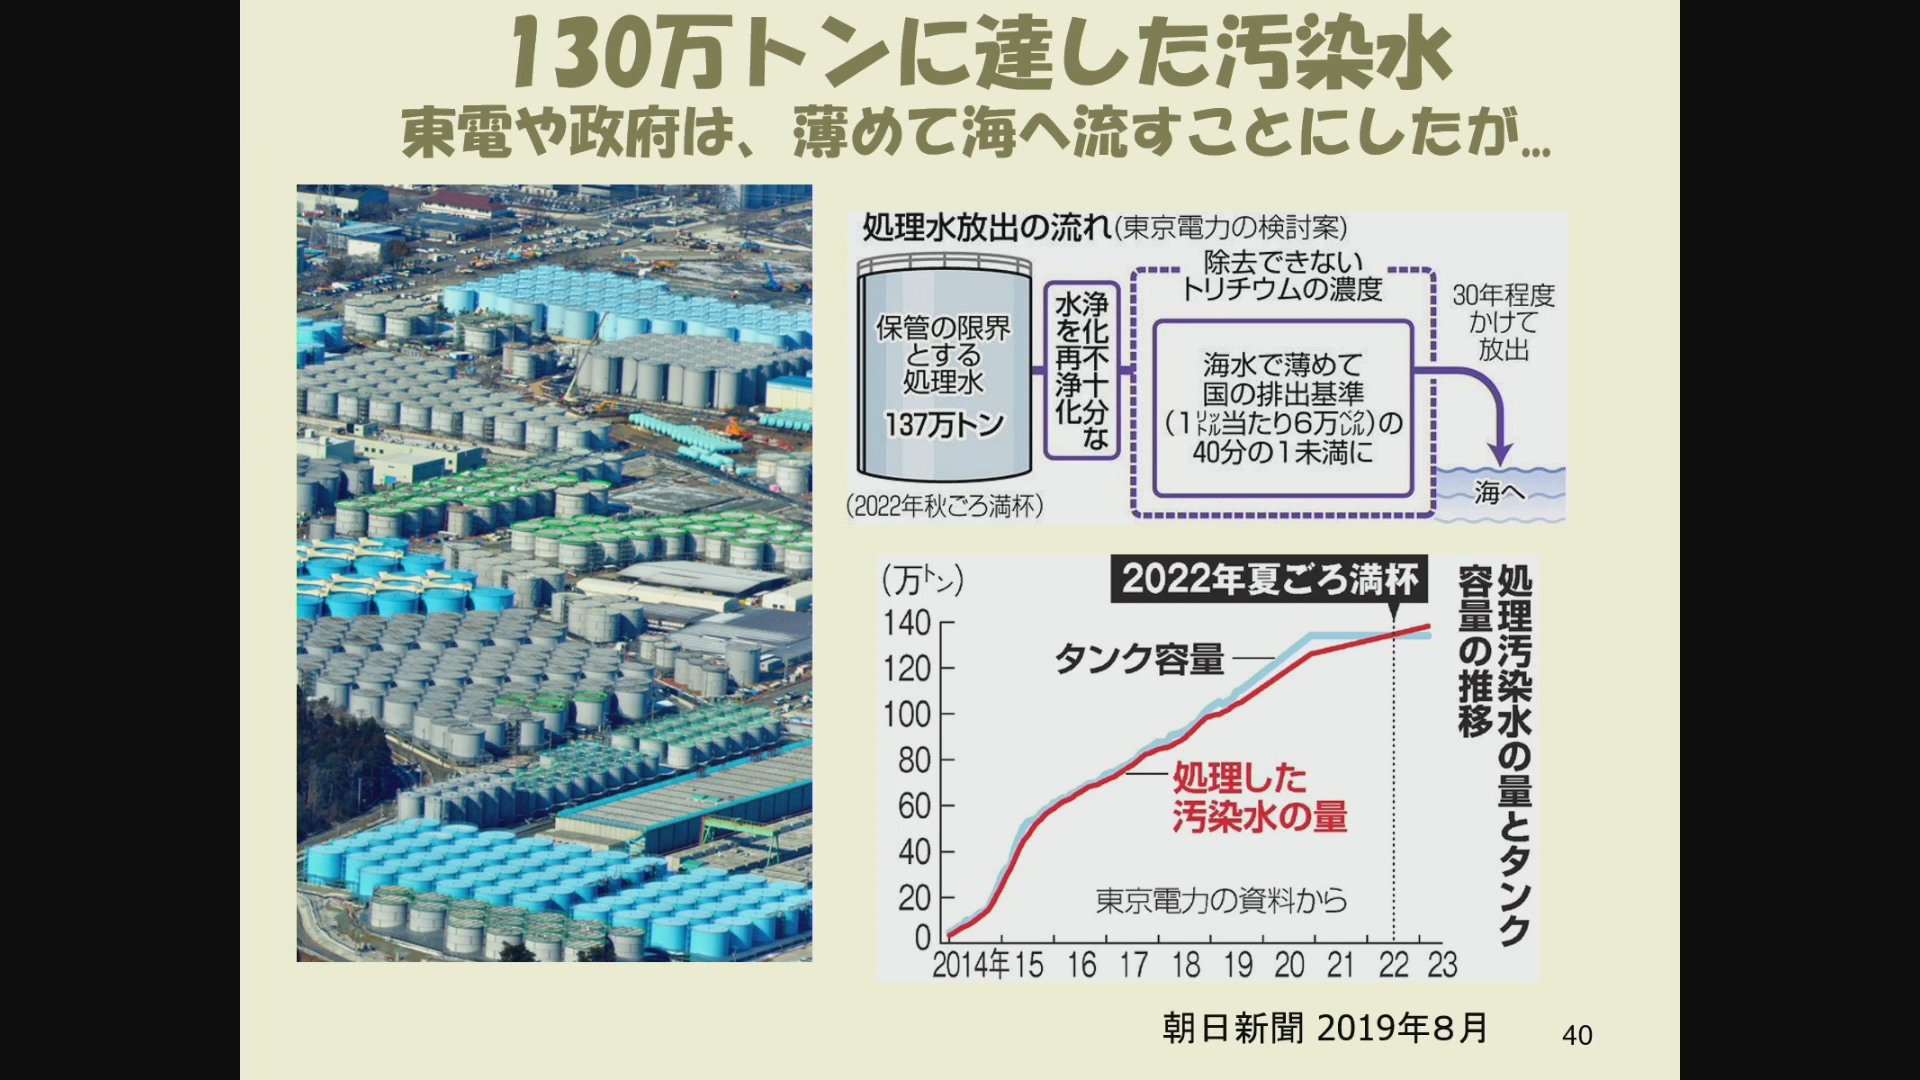 130万トンに達した汚染水
東電や政府は、薄めて海へ流すことにしたが...
処理水放出の流れ(東京電力の検討案)
保管の限界
とする
処理水
137万トン
(2022年秋ごろ満杯)
浄化不十分な
水を再浄化
除去できない
トリチウムの濃度
海水で薄めて
国の排出基準
(1リットル当たり6万ベクレル)の
40分の1未満に
30年程度
かけて
放出
海へ
(万トン)
2022年夏ごろ満杯
140
120
100
80
60
40
20
0
タンク容量
処理した
汚染水の量
東京電力の資料から
2014年 15 16 17 18 19 20 21 22 23
処理汚染水の量とタンク
容量の推移
朝日新聞 2019年8月
40